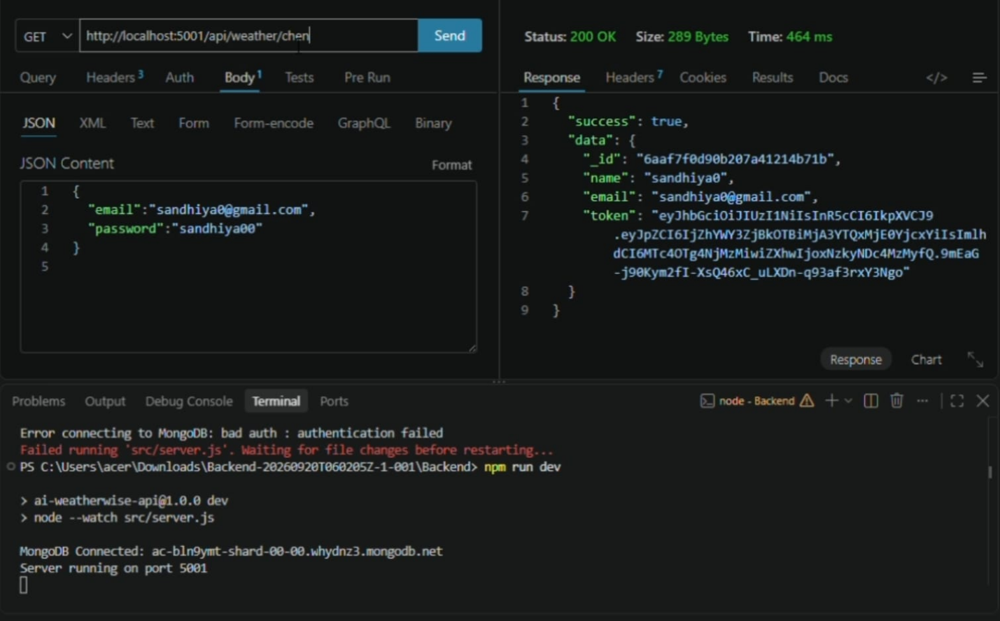 GET http://localhost:5001/api/weather/chen Send
Query Headers 3 Auth Body 1 Tests Pre Run
JSON XML Text Form Form-encode GraphQL Binary
JSON Content Format
1 {
2 "email":"sandhiya0@gmail.com",
3 "password":"sandhiya00"
4 }
5
Status: 200 OK Size: 289 Bytes Time: 464 ms
Response Headers 7 Cookies Results Docs </>
1 {
2 "success": true,
3 "data": {
4 "_id": "6aaf7f0d90b207a41214b71b",
5 "name": "sandhiya0",
6 "email": "sandhiya0@gmail.com",
7 "token": "eyJhbGciOiJIUzI1NiIsInR5cCI6IkpXVCJ9
.eyJpZCI6IjZhYWY3ZjBkOTBiMjA3YTQxMjE0YjcxYiIsImlh
dCI6MTc4OTg4NjMzMiwiZXhwIjoxNzkyNDc4MzMyfQ.9mEaG
-j90Kym2fI-XsQ46xC_uLXDn-q93af3rxY3Ngo"
8 }
9 }
Response Chart
Problems Output Debug Console Terminal Ports node - Backend
Error connecting to MongoDB: bad auth : authentication failed
Failed running 'src/server.js'. Waiting for file changes before restarting...
PS C:\Users\acer\Downloads\Backend-20260920T060205Z-1-001\Backend> npm run dev
> ai-weatherwise-api@1.0.0 dev
> node --watch src/server.js
MongoDB Connected: ac-bln9ymt-shard-00-00.whydnz3.mongodb.net
Server running on port 5001